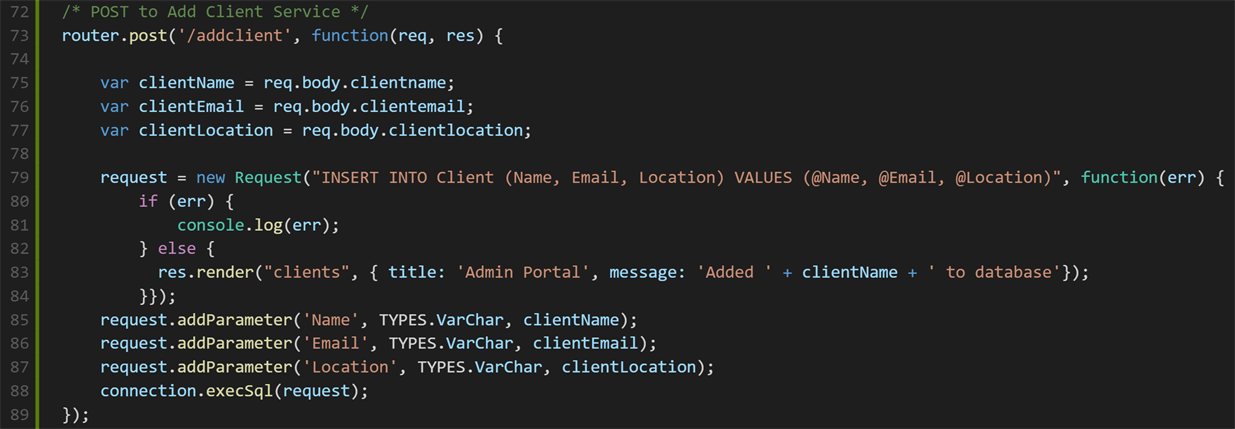 72 /* POST to Add Client Service */
73 router.post('/addclient', function(req, res) {
74
75     var clientName = req.body.clientname;
76     var clientEmail = req.body.clientemail;
77     var clientLocation = req.body.clientlocation;
78
79     request = new Request("INSERT INTO Client (Name, Email, Location) VALUES (@Name, @Email, @Location)", function(err) {
80         if (err) {
81             console.log(err);
82         } else {
83           res.render("clients", { title: 'Admin Portal', message: 'Added ' + clientName + ' to database'});
84         }});
85     request.addParameter('Name', TYPES.VarChar, clientName);
86     request.addParameter('Email', TYPES.VarChar, clientEmail);
87     request.addParameter('Location', TYPES.VarChar, clientLocation);
88     connection.execSql(request);
89 });